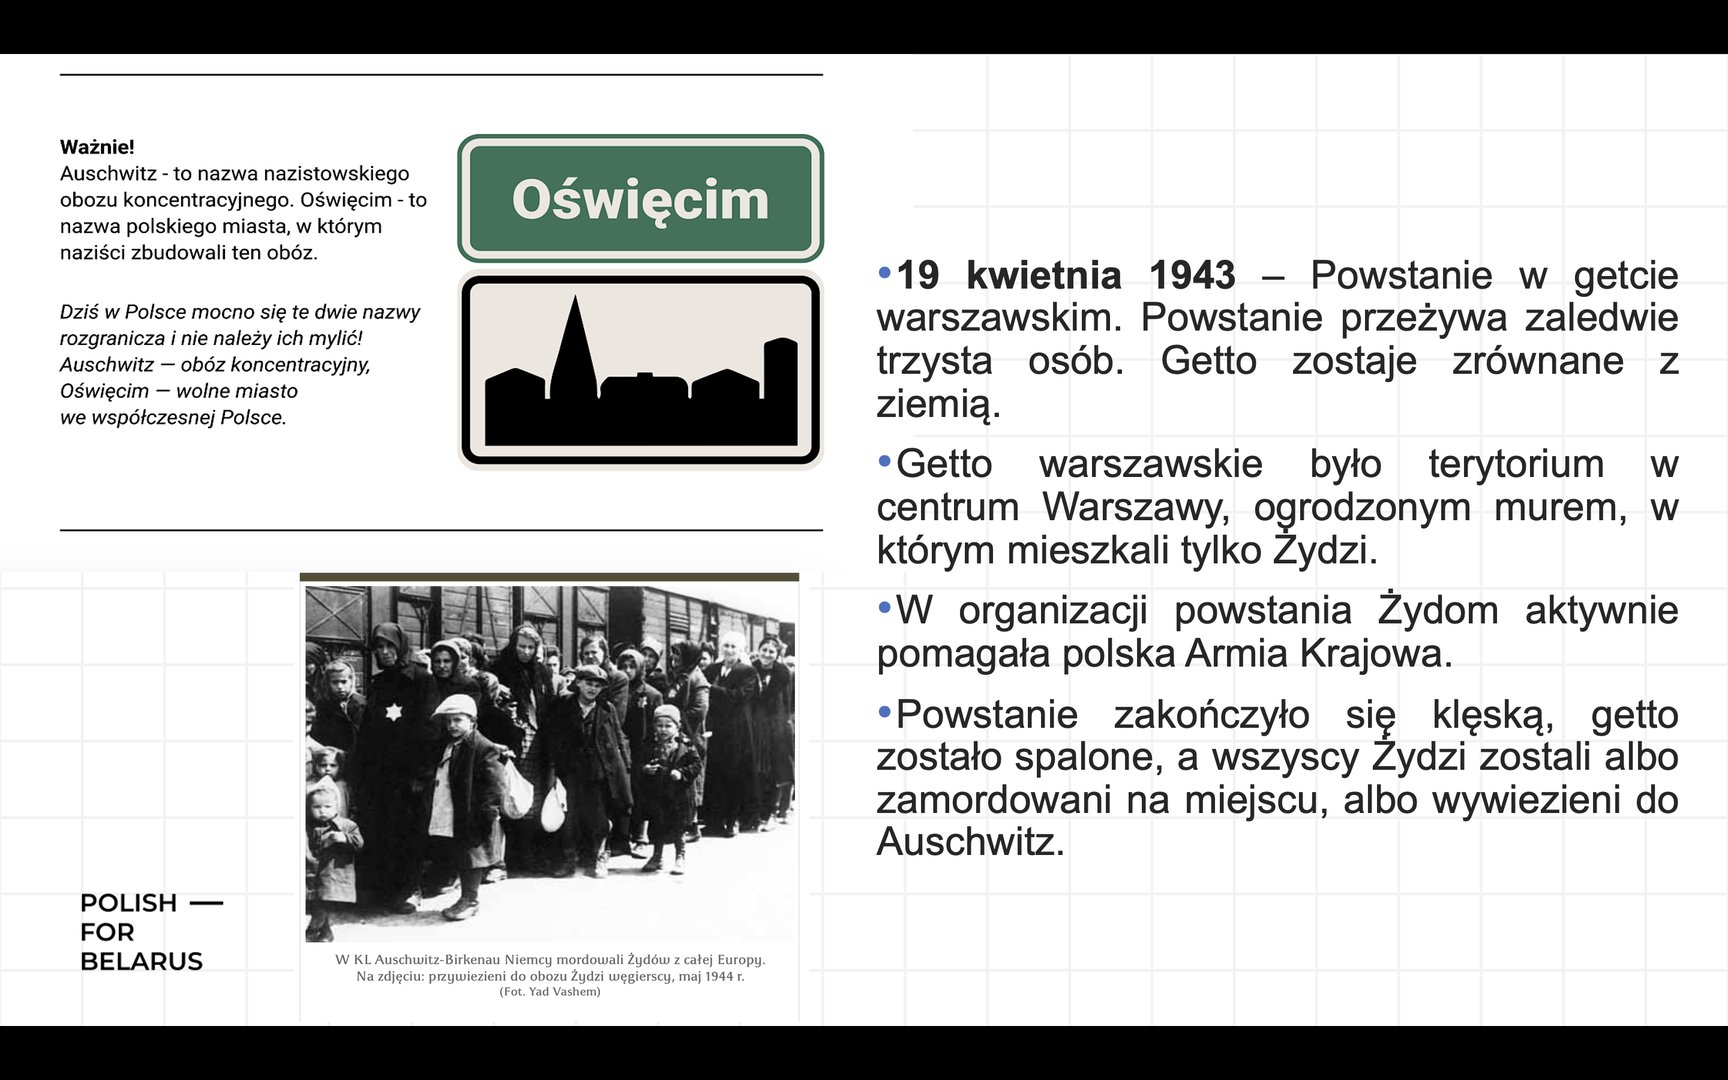 Ważnie!
Auschwitz - to nazwa nazistowskiego
obozu koncentracyjnego. Oświęcim - to
nazwa polskiego miasta, w którym
naziści zbudowali ten obóz.
Dziś w Polsce mocno się te dwie nazwy
rozgranicza i nie należy ich mylić!
Auschwitz — obóz koncentracyjny,
Oświęcim — wolne miasto
we współczesnej Polsce.
Oświęcim
W KL Auschwitz-Birkenau Niemcy mordowali Żydów z całej Europy.
Na zdjęciu: przywiezieni do obozu Żydzi węgierscy, maj 1944 r.
(Fot. Yad Vashem)
POLISH —
FOR
BELARUS
•19 kwietnia 1943 – Powstanie w getcie
warszawskim. Powstanie przeżywa zaledwie
trzysta osób. Getto zostaje zrównane z
ziemią.
•Getto warszawskie było terytorium w
centrum Warszawy, ogrodzonym murem, w
którym mieszkali tylko Żydzi.
•W organizacji powstania Żydom aktywnie
pomagała polska Armia Krajowa.
•Powstanie zakończyło się klęską, getto
zostało spalone, a wszyscy Żydzi zostali albo
zamordowani na miejscu, albo wywiezieni do
Auschwitz.